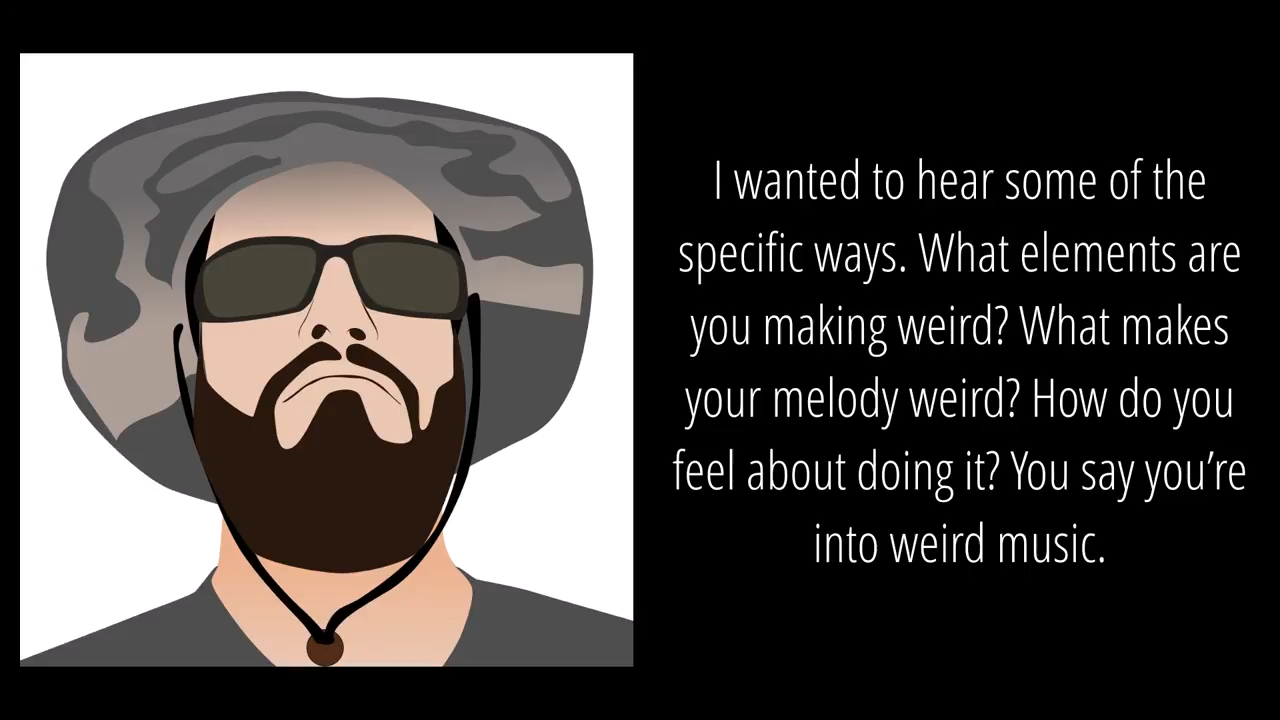 I wanted to hear some of the
specific ways. What elements are
you making weird? What makes
your melody weird? How do you
feel about doing it? You say you’re
into weird music.